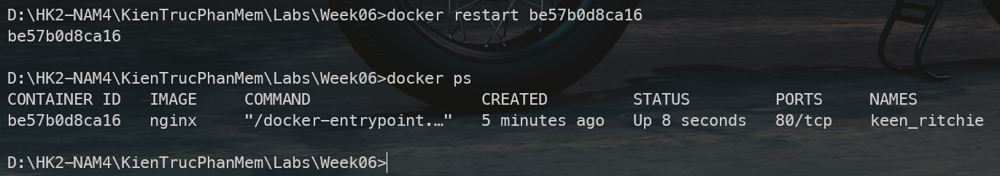 D:\HK2-NAM4\KienTrucPhanMem\Labs\Week06>docker restart be57b0d8ca16
be57b0d8ca16
D:\HK2-NAM4\KienTrucPhanMem\Labs\Week06>docker ps
CONTAINER ID   IMAGE     COMMAND                  CREATED         STATUS         PORTS     NAMES
be57b0d8ca16   nginx     "/docker-entrypoint.…"   5 minutes ago   Up 8 seconds   80/tcp    keen_ritchie
D:\HK2-NAM4\KienTrucPhanMem\Labs\Week06>